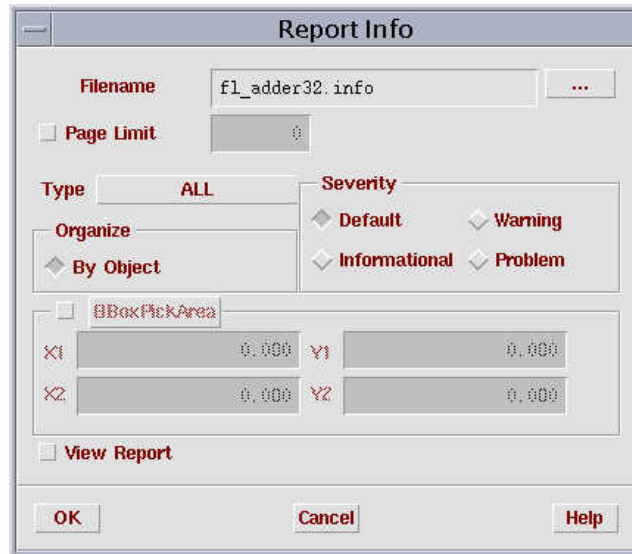 Report Info
Filename fl_adder32.info ...
Page Limit 0
Type ALL
Severity
Default Warning
Informational Problem
Organize
By Object
BBoxPickArea
X1 0.000 Y1 0.000
X2 0.000 Y2 0.000
View Report
OK Cancel Help